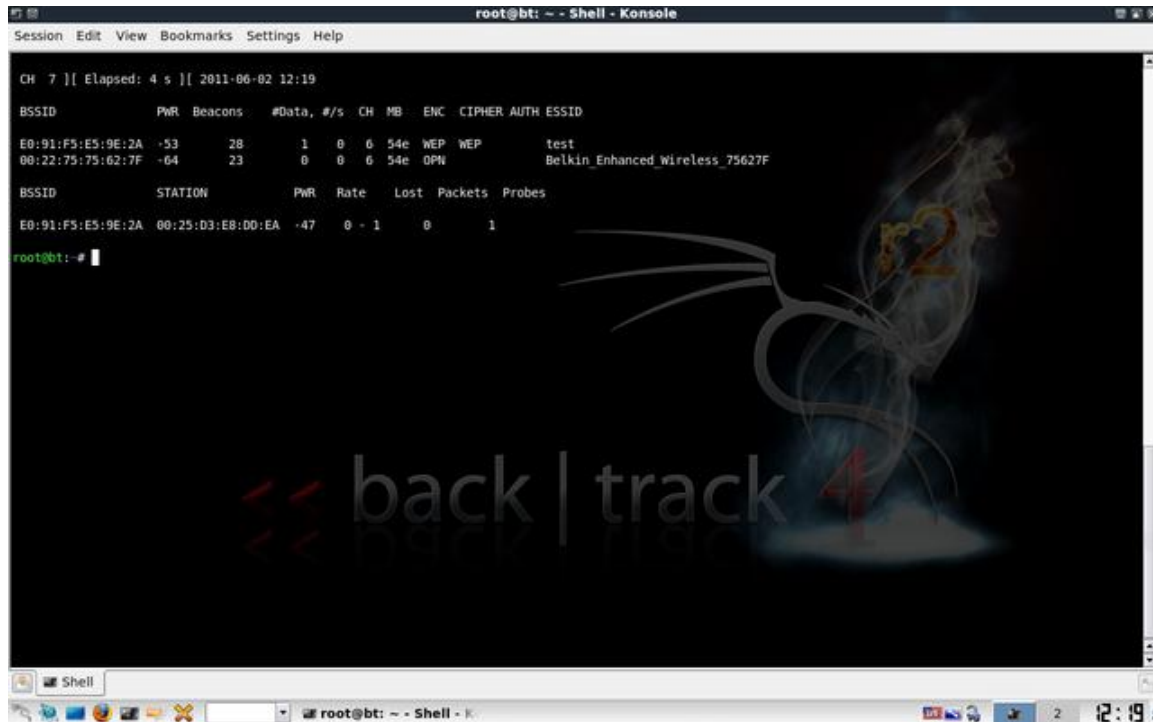 root@bt: ~ - Shell - Konsole
Session Edit View Bookmarks Settings Help
CH 7 ][ Elapsed: 4 s ][ 2011-06-02 12:19
BSSID PWR Beacons #Data, #/s CH MB ENC CIPHER AUTH ESSID
E0:91:F5:E5:9E:2A -53 28 1 0 6 54e WEP WEP test
00:22:75:75:62:7F -64 23 0 0 6 54e OPN Belkin_Enhanced_Wireless_75627F
BSSID STATION PWR Rate Lost Packets Probes
E0:91:F5:E5:9E:2A 00:25:D3:E8:DD:EA -47 0 - 1 0 1
root@bt:~#
r2
<< back | track 4
Shell
root@bt: ~ - Shell - K
2
12:19